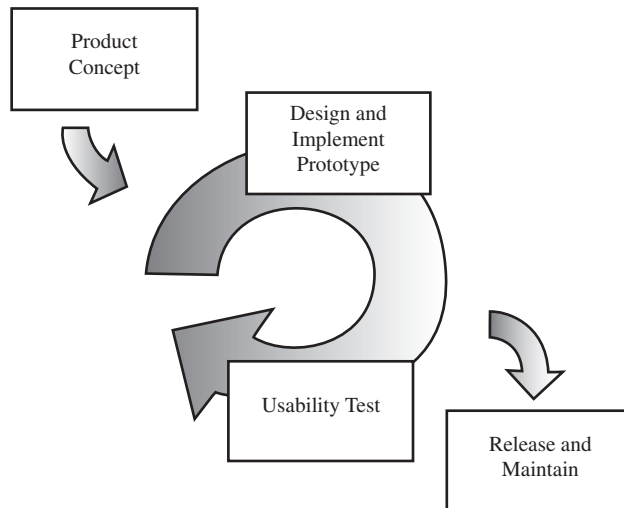 Product
Concept
Design and
Implement
Prototype
Usability Test
Release and
Maintain